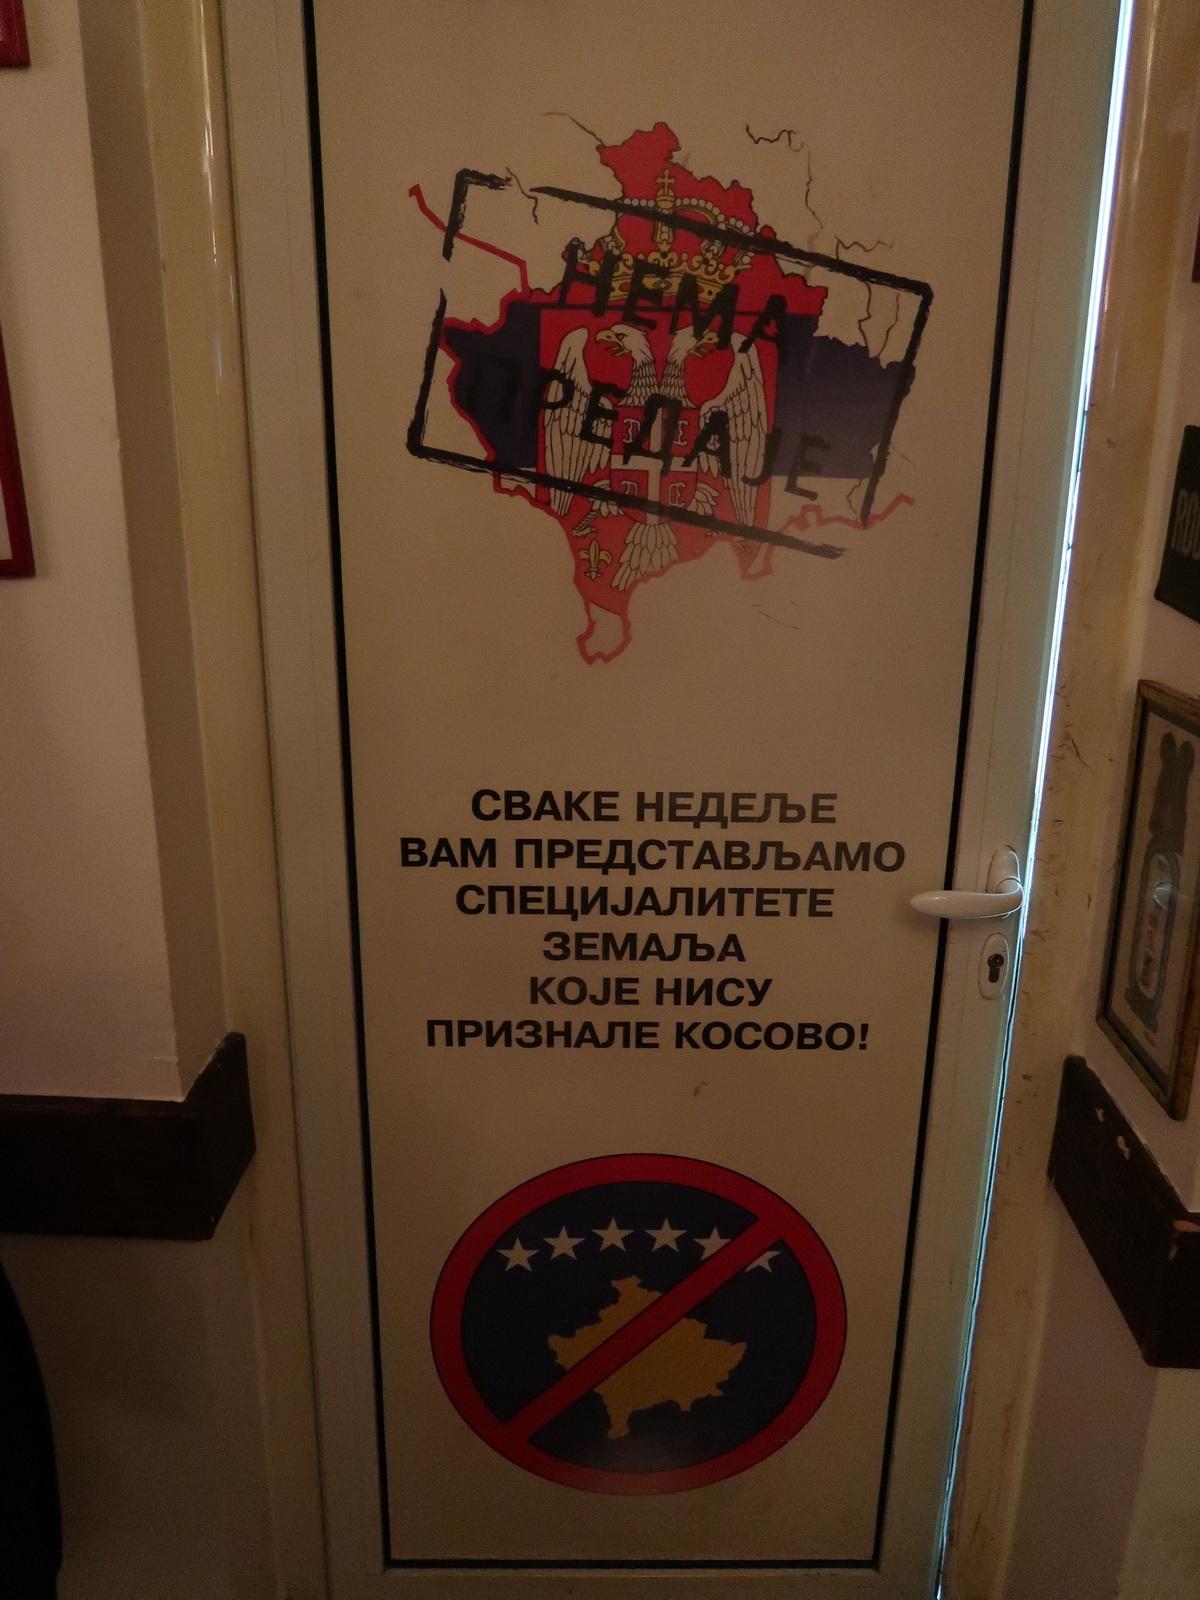 НЕМА
ПРЕДАЈЕ
СВАКЕ НЕДЕЉЕ
ВАМ ПРЕДСТАВЉАМО
СПЕЦИЈАЛИТЕТЕ
ЗЕМАЉА
КОЈЕ НИСУ
ПРИЗНАЛЕ КОСОВО!